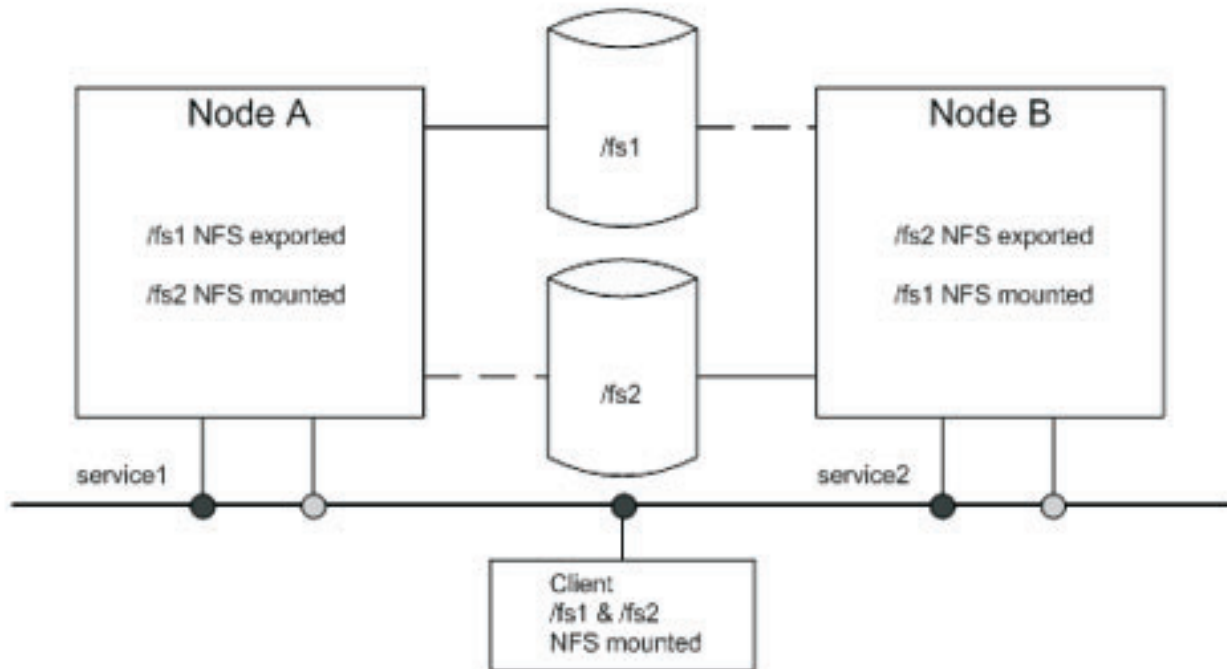 Node A
/fs1 NFS exported
/fs2 NFS mounted
/fs1
/fs2
Node B
/fs2 NFS exported
/fs1 NFS mounted
service1
service2
Client
/fs1 & /fs2
NFS mounted